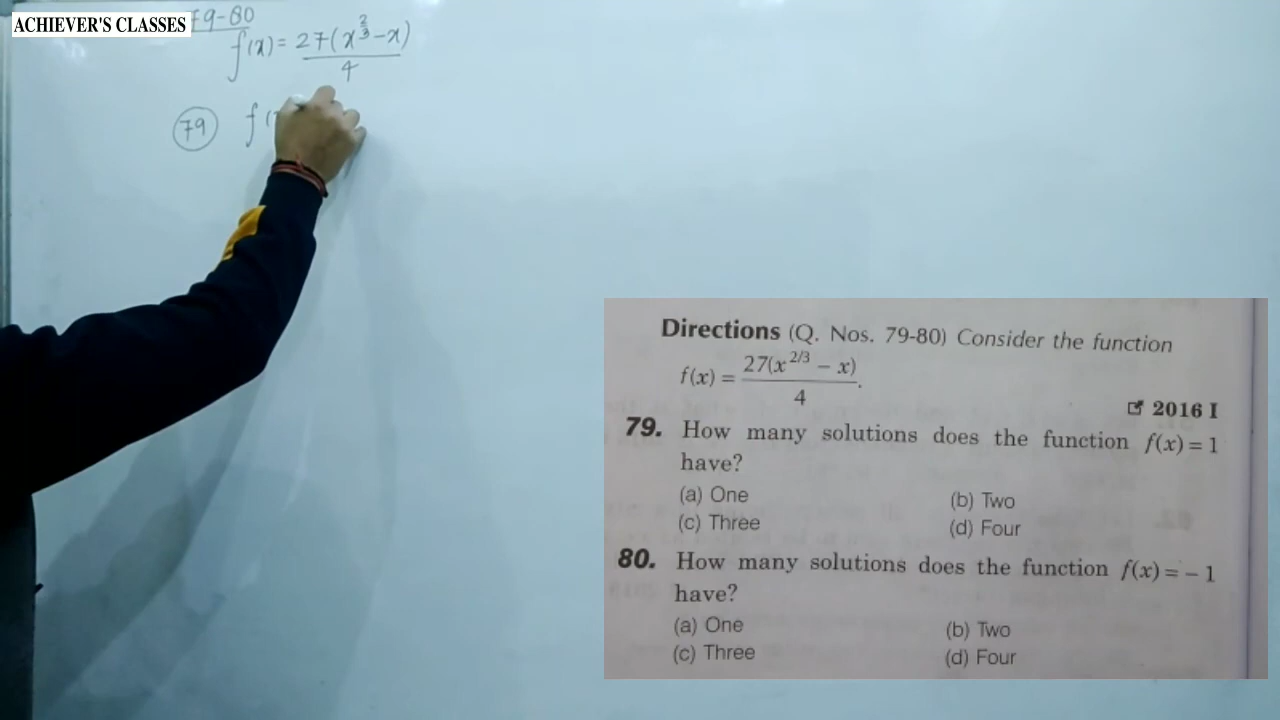 ACHIEVER'S CLASSES
79-80
f(x) = 27(x^{2/3} - x) / 4
79 f(
Directions (Q. Nos. 79-80) Consider the function
f(x) = 27(x^{2/3} - x) / 4 .
2016 I
79. How many solutions does the function f(x) = 1
have?
(a) One (b) Two
(c) Three (d) Four
80. How many solutions does the function f(x) = - 1
have?
(a) One (b) Two
(c) Three (d) Four